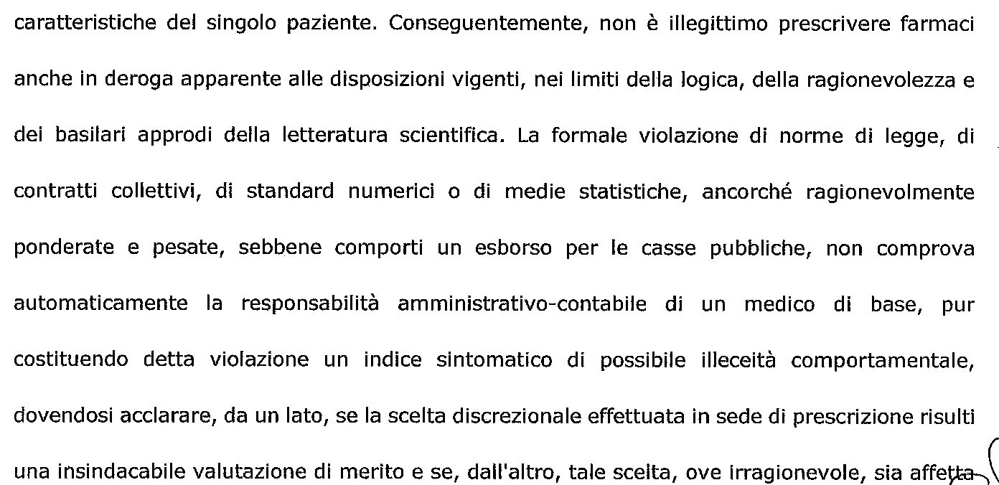 caratteristiche del singolo paziente. Conseguentemente, non è illegittimo prescrivere farmaci
anche in deroga apparente alle disposizioni vigenti, nei limiti della logica, della ragionevolezza e
dei basilari approdi della letteratura scientifica. La formale violazione di norme di legge, di
contratti collettivi, di standard numerici o di medie statistiche, ancorché ragionevolmente
ponderate e pesate, sebbene comporti un esborso per le casse pubbliche, non comprova
automaticamente la responsabilità amministrativo-contabile di un medico di base, pur
costituendo detta violazione un indice sintomatico di possibile illeceità comportamentale,
dovendosi acclarare, da un lato, se la scelta discrezionale effettuata in sede di prescrizione risulti
una insindacabile valutazione di merito e se, dall'altro, tale scelta, ove irragionevole, sia affetta